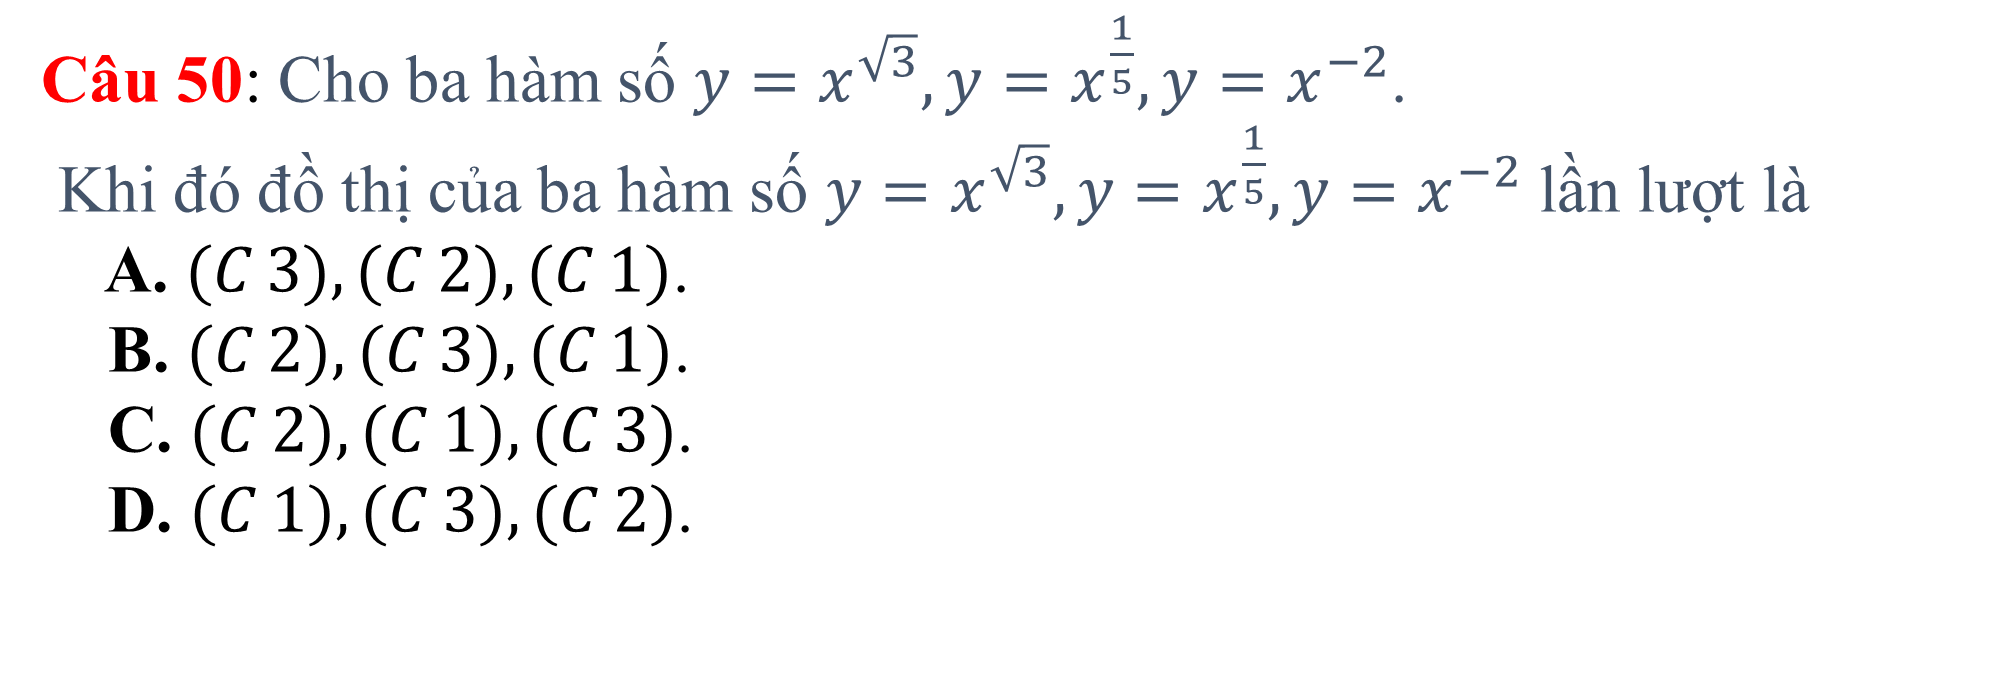 Câu 50: Cho ba hàm số y = x^{√3}, y = x^{1/5}, y = x^{−2}.
Khi đó đồ thị của ba hàm số y = x^{√3}, y = x^{1/5}, y = x^{−2} lần lượt là
A. (C 3), (C 2), (C 1).
B. (C 2), (C 3), (C 1).
C. (C 2), (C 1), (C 3).
D. (C 1), (C 3), (C 2).